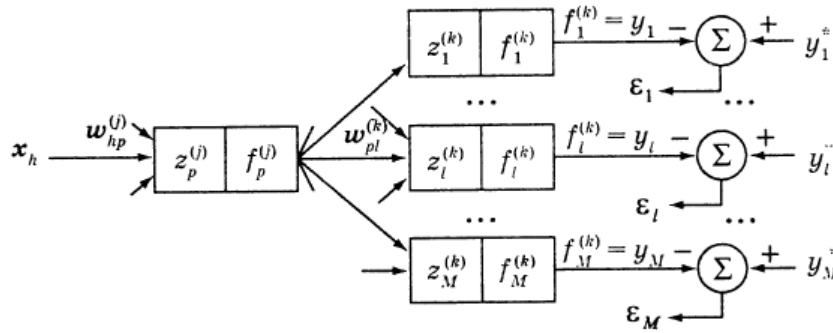 z_1^{(k)} f_1^{(k)} f_1^{(k)} = y_1 − Σ + y_1^*
ε_1
... ...
x_h w_{hp}^{(j)} z_p^{(j)} f_p^{(j)} w_{pl}^{(k)} z_l^{(k)} f_l^{(k)} f_l^{(k)} = y_l − Σ + y_l^*
ε_l
... ...
z_M^{(k)} f_M^{(k)} f_M^{(k)} = y_M − Σ + y_M^*
ε_M